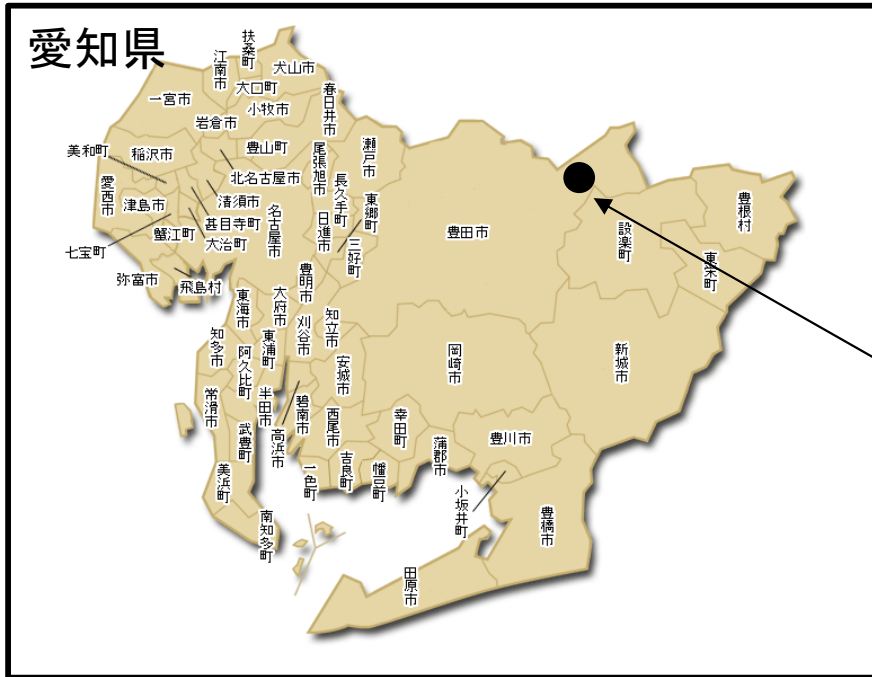 愛知県
扶桑町
江南市
犬山市
大口町
一宮市
小牧市
春日井市
岩倉市
美和町
稲沢市
豊山町
尾張旭市
瀬戸市
北名古屋市
長久手町
愛西市
津島市
清須市
東郷町
甚目寺町
名古屋市
日進市
蟹江町
大治町
三好町
七宝町
弥富市
飛島村
豊明市
豊田市
設楽町
豊根村
東栄町
東海市
大府市
刈谷市
知立市
知多市
東浦町
阿久比町
安城市
岡崎市
新城市
常滑市
半田市
高浜市
碧南市
西尾市
幸田町
豊川市
武豊町
蒲郡市
美浜町
一色町
吉良町
幡豆町
小坂井町
南知多町
豊橋市
田原市